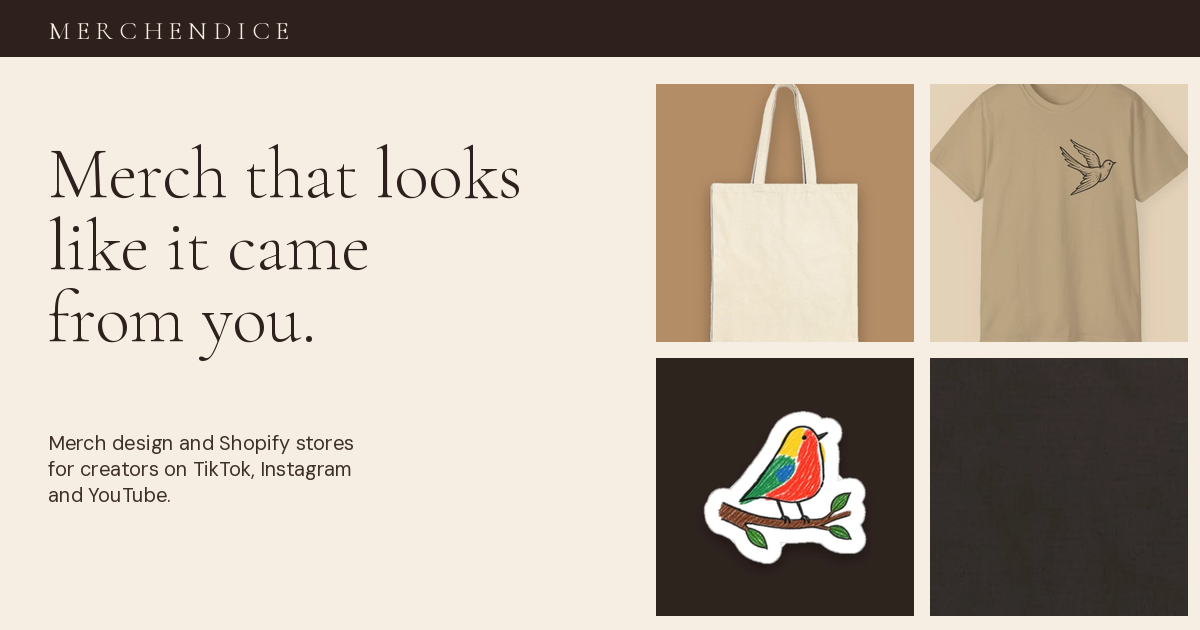 MERCHENDICE
Merch that looks
like it came
from you.
Merch design and Shopify stores
for creators on TikTok, Instagram
and YouTube.